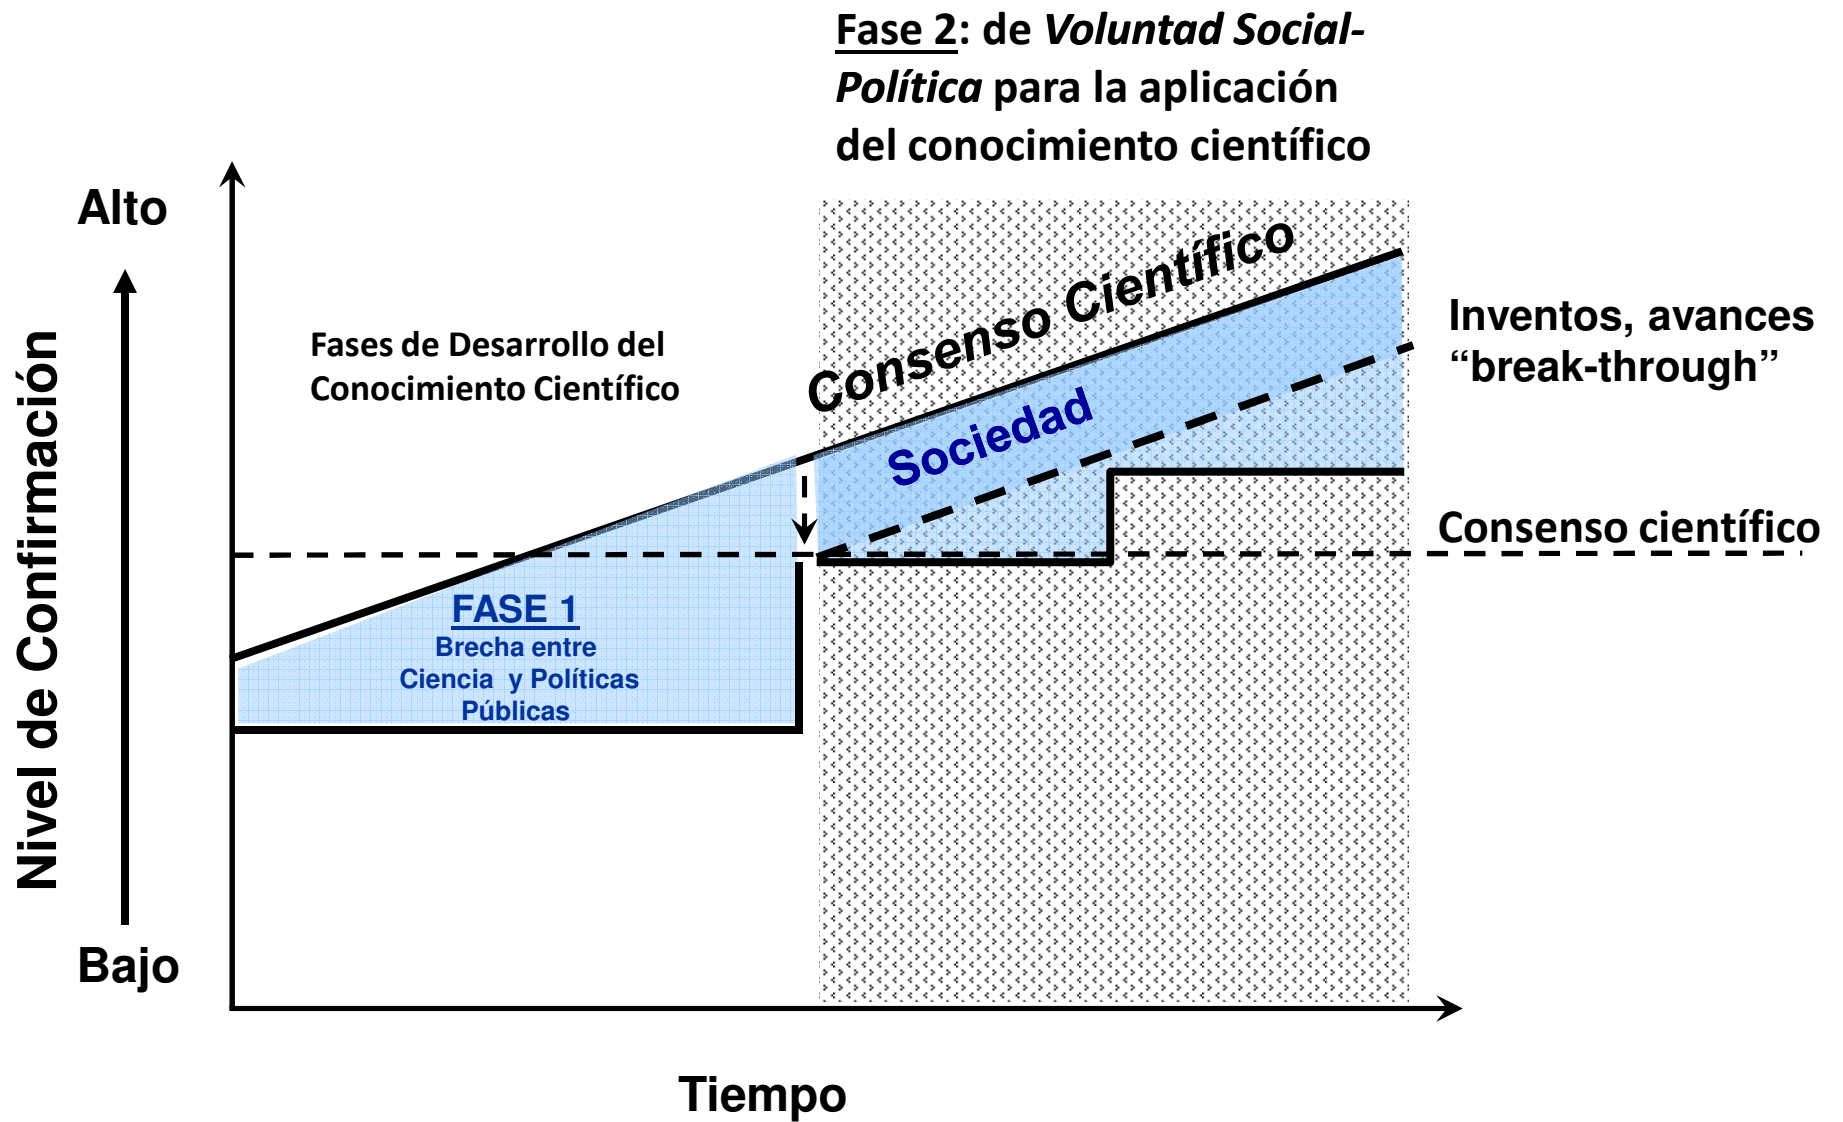 Fase 2: de Voluntad Social-
Política para la aplicación
del conocimiento científico
Alto
Nivel de Confirmación
Bajo
Fases de Desarrollo del
Conocimiento Científico
Consenso Científico
Sociedad
Inventos, avances
“break-through”
Consenso científico
FASE 1
Brecha entre
Ciencia y Políticas
Públicas
Tiempo